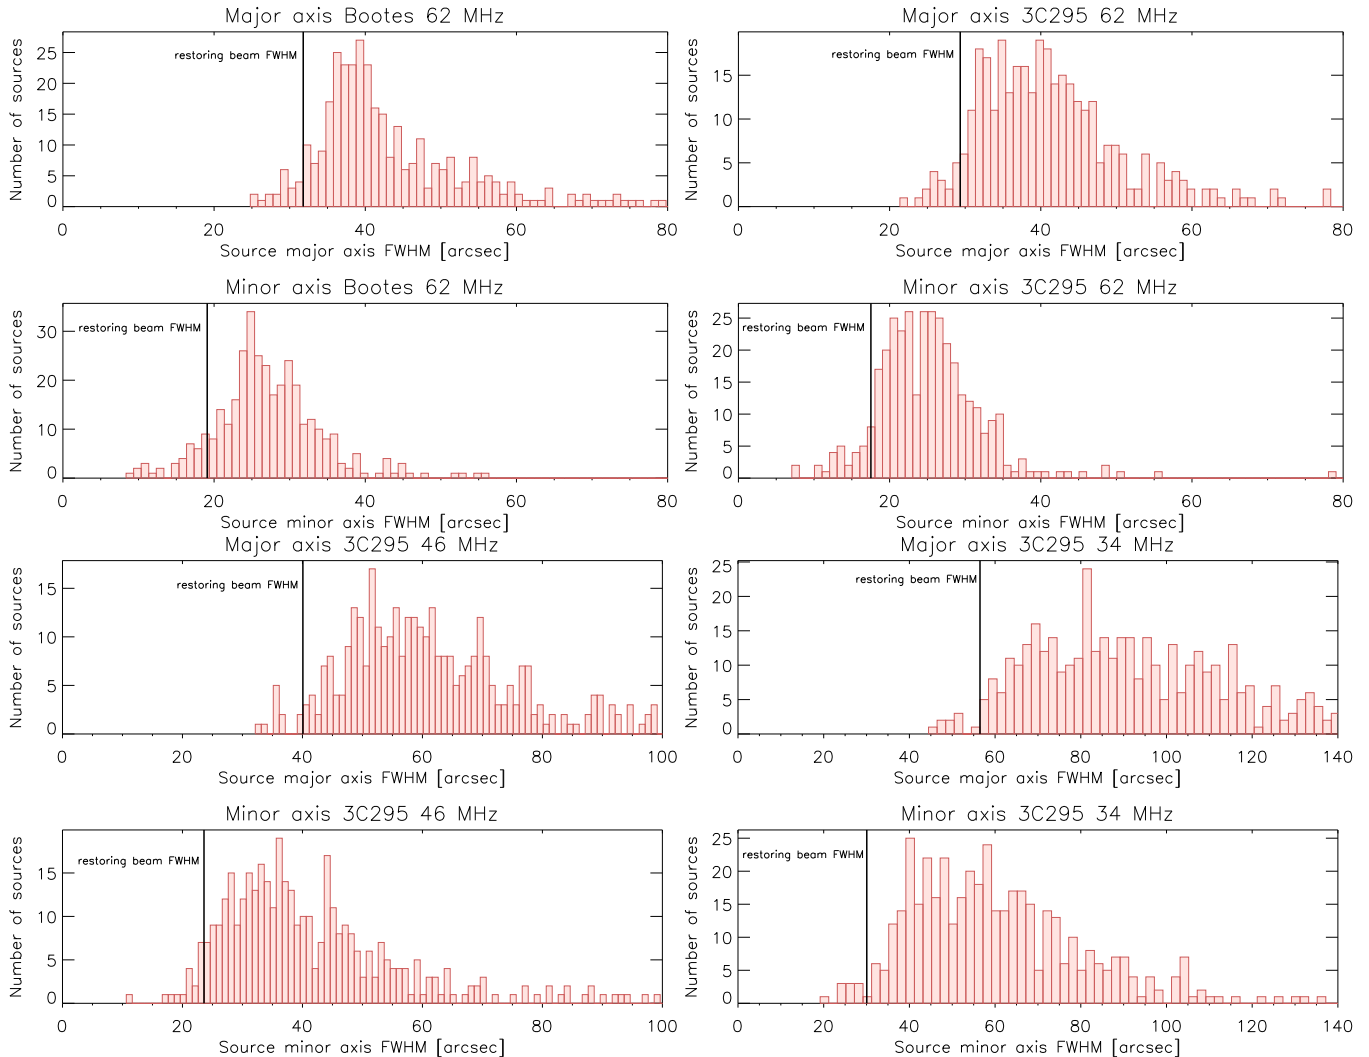 Major axis Bootes 62 MHz
Number of sources
restoring beam FWHM
25
20
15
10
5
0
0 20 40 60 80
Source major axis FWHM [arcsec]
Major axis 3C295 62 MHz
Number of sources
restoring beam FWHM
15
10
5
0
0 20 40 60 80
Source major axis FWHM [arcsec]
Minor axis Bootes 62 MHz
Number of sources
restoring beam FWHM
30
20
10
0
0 20 40 60 80
Source minor axis FWHM [arcsec]
Minor axis 3C295 62 MHz
Number of sources
restoring beam FWHM
25
20
15
10
5
0
0 20 40 60 80
Source minor axis FWHM [arcsec]
Major axis 3C295 46 MHz
Number of sources
restoring beam FWHM
15
10
5
0
0 20 40 60 80 100
Source major axis FWHM [arcsec]
Major axis 3C295 34 MHz
Number of sources
restoring beam FWHM
25
20
15
10
5
0
0 20 40 60 80 100 120 140
Source major axis FWHM [arcsec]
Minor axis 3C295 46 MHz
Number of sources
restoring beam FWHM
15
10
5
0
0 20 40 60 80 100
Source minor axis FWHM [arcsec]
Minor axis 3C295 34 MHz
Number of sources
restoring beam FWHM
25
20
15
10
5
0
0 20 40 60 80 100 120 140
Source minor axis FWHM [arcsec]